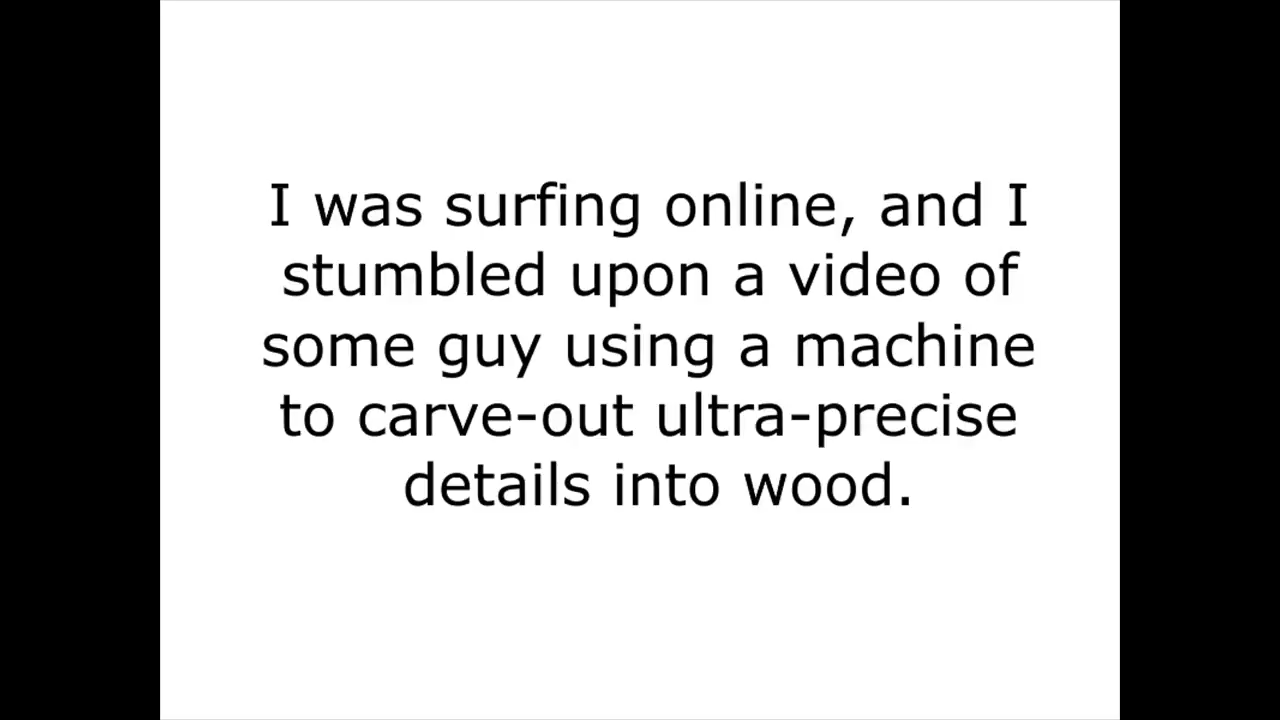 I was surfing online, and I
stumbled upon a video of
some guy using a machine
to carve-out ultra-precise
details into wood.